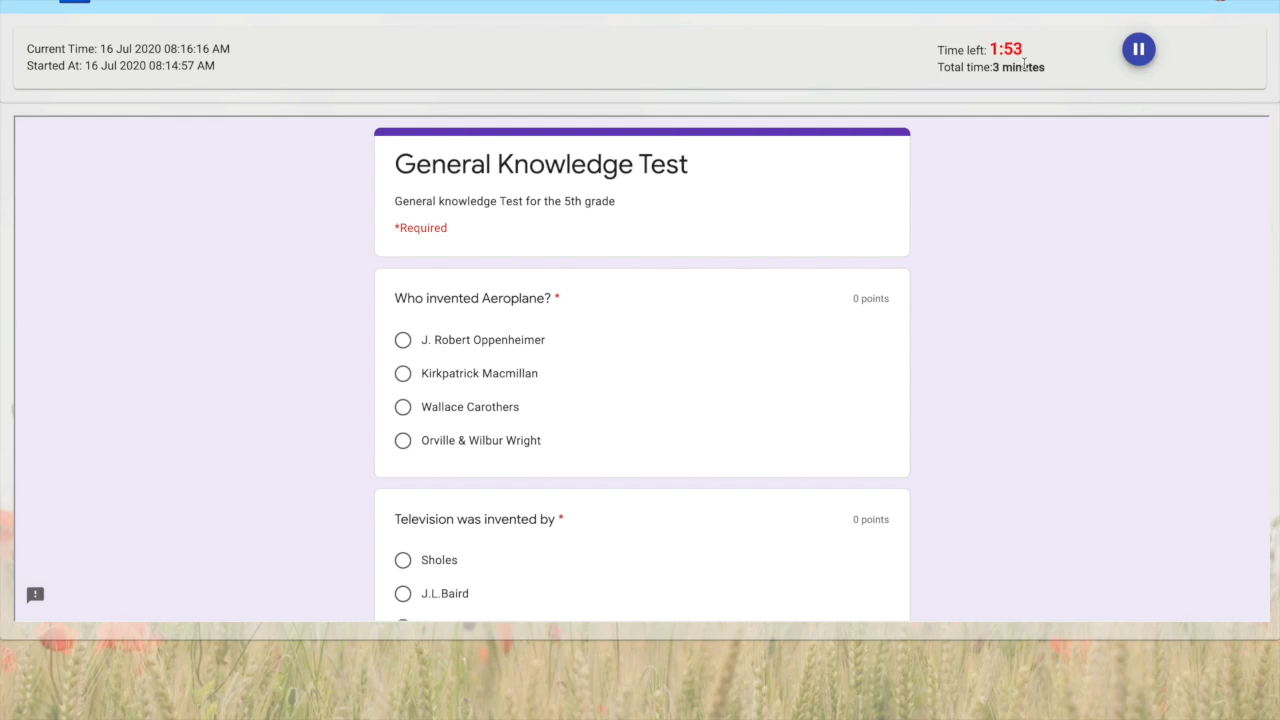 Current Time: 16 Jul 2020 08:16:16 AM
Started At: 16 Jul 2020 08:14:57 AM
Time left: 1:53
Total time:3 minutes
General Knowledge Test
General knowledge Test for the 5th grade
*Required
Who invented Aeroplane? *
0 points
J. Robert Oppenheimer
Kirkpatrick Macmillan
Wallace Carothers
Orville & Wilbur Wright
Television was invented by *
0 points
Sholes
J.L.Baird